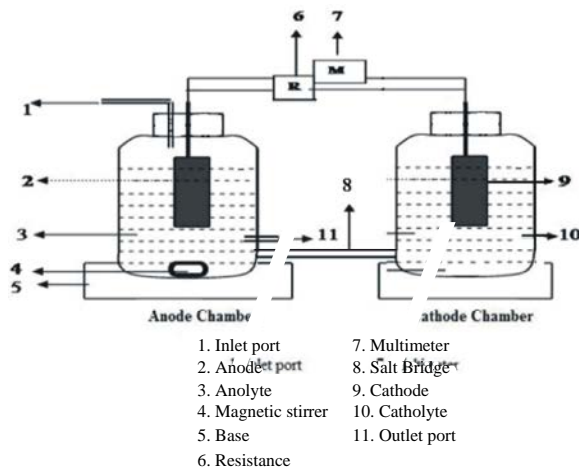 6 7
M
R
1
2
8
9
3
11
10
4
5
Anode Chambe
athode Chamber
1. Inlet port 7. Multimeter
2. Anode 8. Salt Bridge
3. Anolyte 9. Cathode
4. Magnetic stirrer 10. Catholyte
5. Base 11. Outlet port
6. Resistance